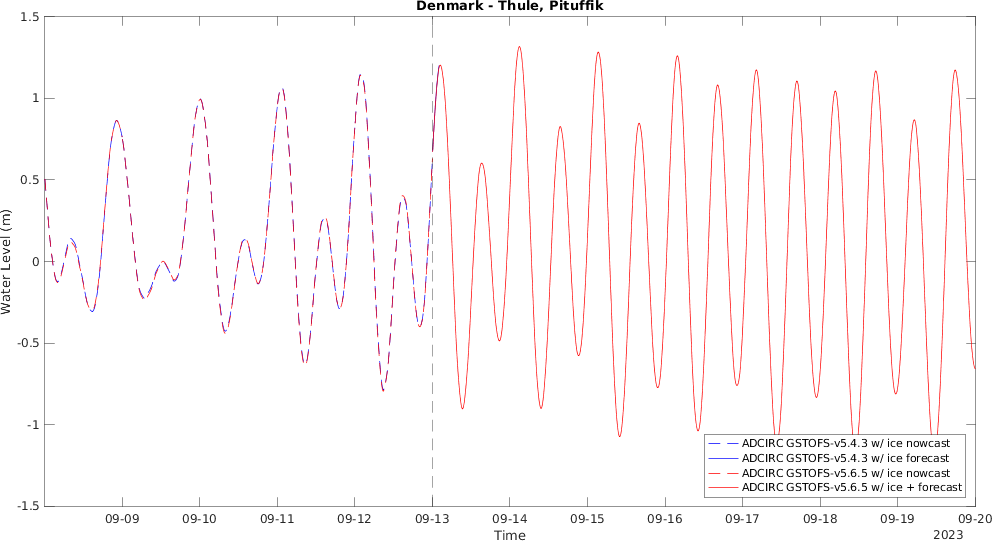 Denmark - Thule, Pituffik
1.5
1
0.5
0
-0.5
-1
-1.5
Water Level (m)
09-09
09-10
09-11
09-12
09-13
09-14
09-15
09-16
09-17
09-18
09-19
09-20
Time
2023
ADCIRC GSTOFS-v5.4.3 w/ ice nowcast
ADCIRC GSTOFS-v5.4.3 w/ ice forecast
ADCIRC GSTOFS-v5.6.5 w/ ice nowcast
ADCIRC GSTOFS-v5.6.5 w/ ice + forecast